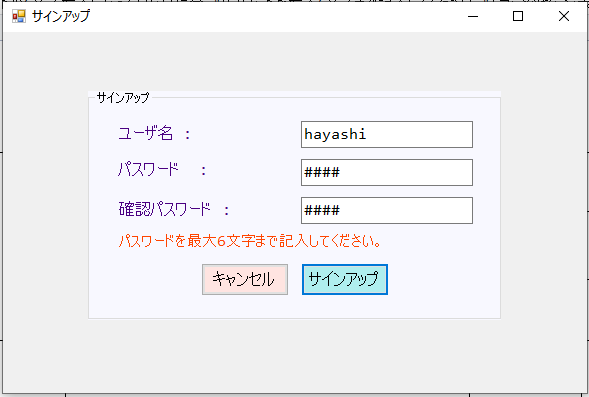 サインアップ
サインアップ
ユーザ名 :
hayashi
パスワード :
####
確認パスワード :
####
パスワードを最大6文字まで記入してください。
キャンセル
サインアップ